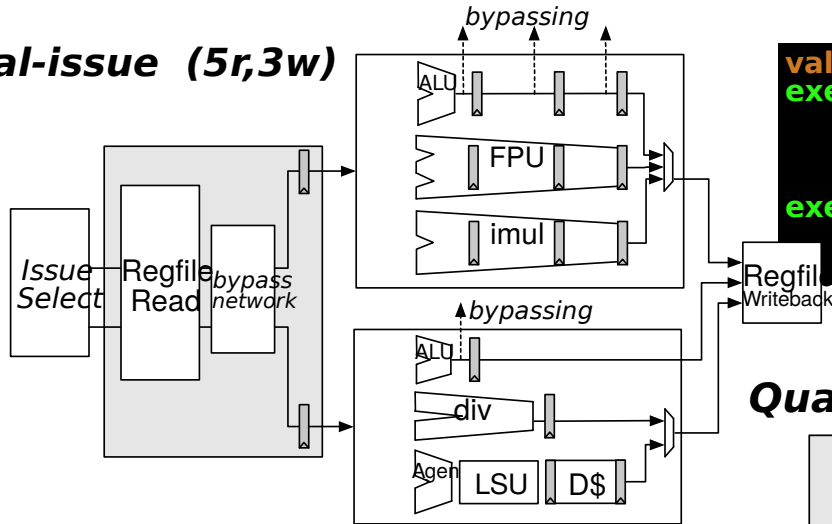 bypassing
al-issue (5r,3w)
val
exe
ALU
FPU
exe
imul
Issue
Select
Regfile
Read
bypass
network
Regfile
Writeback
bypassing
ALU
div
Qua
Agen
LSU
D$